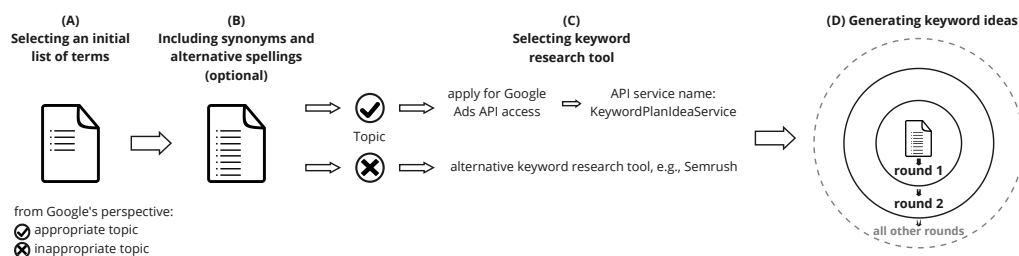 (A)
Selecting an initial
list of terms
(B)
Including synonyms and
alternative spellings
(optional)
(C)
Selecting keyword
research tool
(D) Generating keyword ideas
Topic
apply for Google
Ads API access
API service name:
KeywordPlanIdeaService
alternative keyword research tool, e.g., Semrush
round 1
round 2
all other rounds
from Google's perspective:
appropriate topic
inappropriate topic